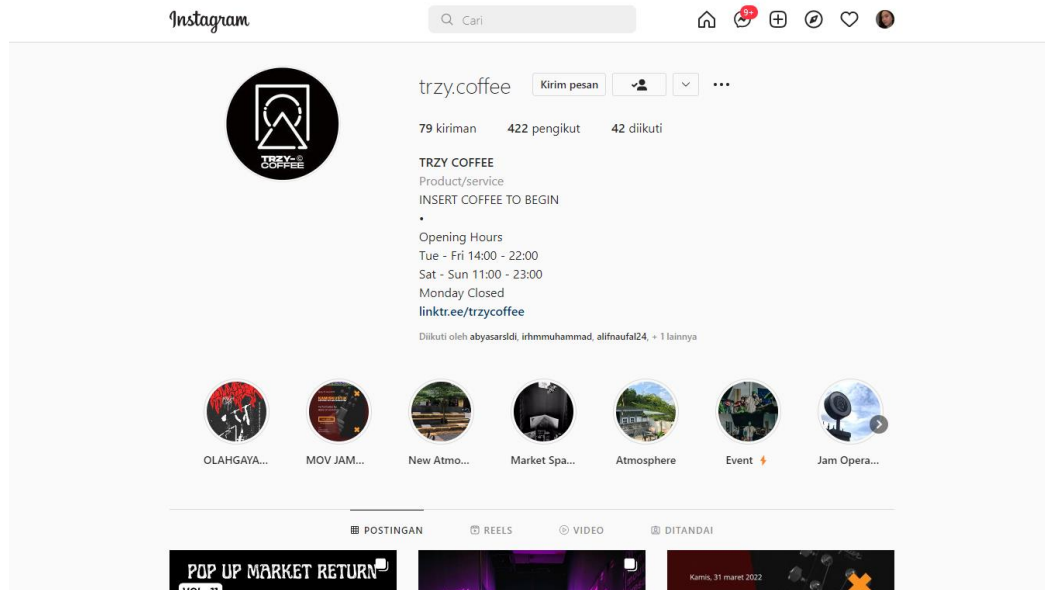 Instagram
Cari
9+
trzy.coffee Kirim pesan
79 kiriman 422 pengikut 42 diikuti
TRZY-©
COFFEE
TRZY COFFEE
Product/service
INSERT COFFEE TO BEGIN
•
Opening Hours
Tue - Fri 14:00 - 22:00
Sat - Sun 11:00 - 23:00
Monday Closed
linktr.ee/trzycoffee
Diikuti oleh abyasarsldi, irhmmuhammad, alifnaufal24, + 1 lainnya
OLAHGAYA... MOV JAM... New Atmo... Market Spa... Atmosphere Event ⚡ Jam Opera...
POSTINGAN REELS VIDEO DITANDAI
POP UP MARKET RETURN
Kamis, 31 maret 2022